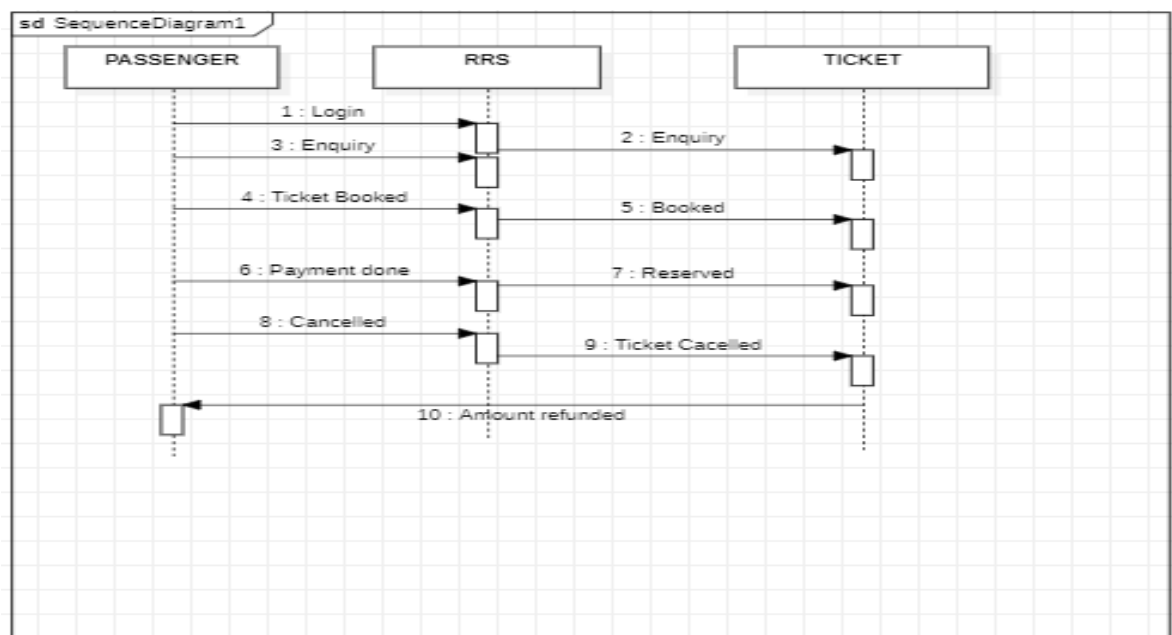 sd SequenceDiagram1
PASSENGER
RRS
TICKET
1 : Login
2 : Enquiry
3 : Enquiry
4 : Ticket Booked
5 : Booked
6 : Payment done
7 : Reserved
8 : Cancelled
9 : Ticket Cacelled
10 : Amount refunded